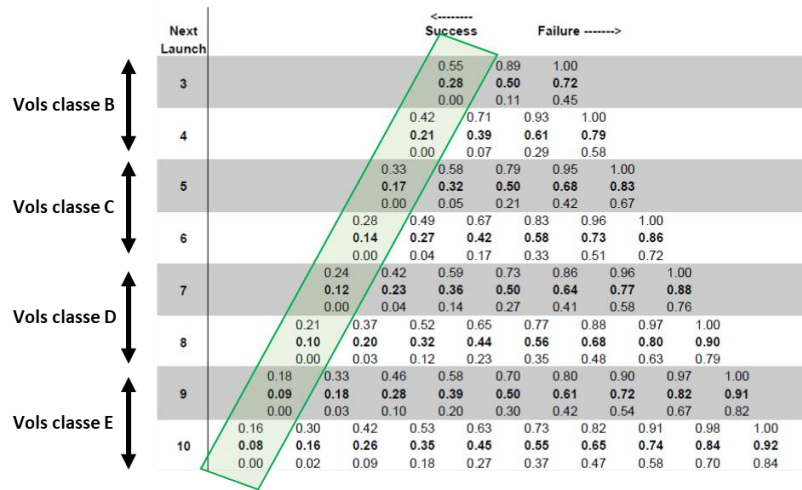 <--------
Next Success Failure ------->
Launch
0.55 0.89 1.00
3 0.28 0.50 0.72
0.00 0.11 0.45
Vols classe B
0.42 0.71 0.93 1.00
4 0.21 0.39 0.61 0.79
0.00 0.07 0.29 0.58
0.33 0.58 0.79 0.95 1.00
5 0.17 0.32 0.50 0.68 0.83
0.00 0.05 0.21 0.42 0.67
Vols classe C
0.28 0.49 0.67 0.83 0.96 1.00
6 0.14 0.27 0.42 0.58 0.73 0.86
0.00 0.04 0.17 0.33 0.51 0.72
0.24 0.42 0.59 0.73 0.86 0.96 1.00
7 0.12 0.23 0.36 0.50 0.64 0.77 0.88
0.00 0.04 0.14 0.27 0.41 0.58 0.76
Vols classe D
0.21 0.37 0.52 0.65 0.77 0.88 0.97 1.00
8 0.10 0.20 0.32 0.44 0.56 0.68 0.80 0.90
0.00 0.03 0.12 0.23 0.35 0.48 0.63 0.79
0.18 0.33 0.46 0.58 0.70 0.80 0.90 0.97 1.00
9 0.09 0.18 0.28 0.39 0.50 0.61 0.72 0.82 0.91
0.00 0.03 0.10 0.20 0.30 0.42 0.54 0.67 0.82
Vols classe E
0.16 0.30 0.42 0.53 0.63 0.73 0.82 0.91 0.98 1.00
10 0.08 0.16 0.26 0.35 0.45 0.55 0.65 0.74 0.84 0.92
0.00 0.02 0.09 0.18 0.27 0.37 0.47 0.58 0.70 0.84